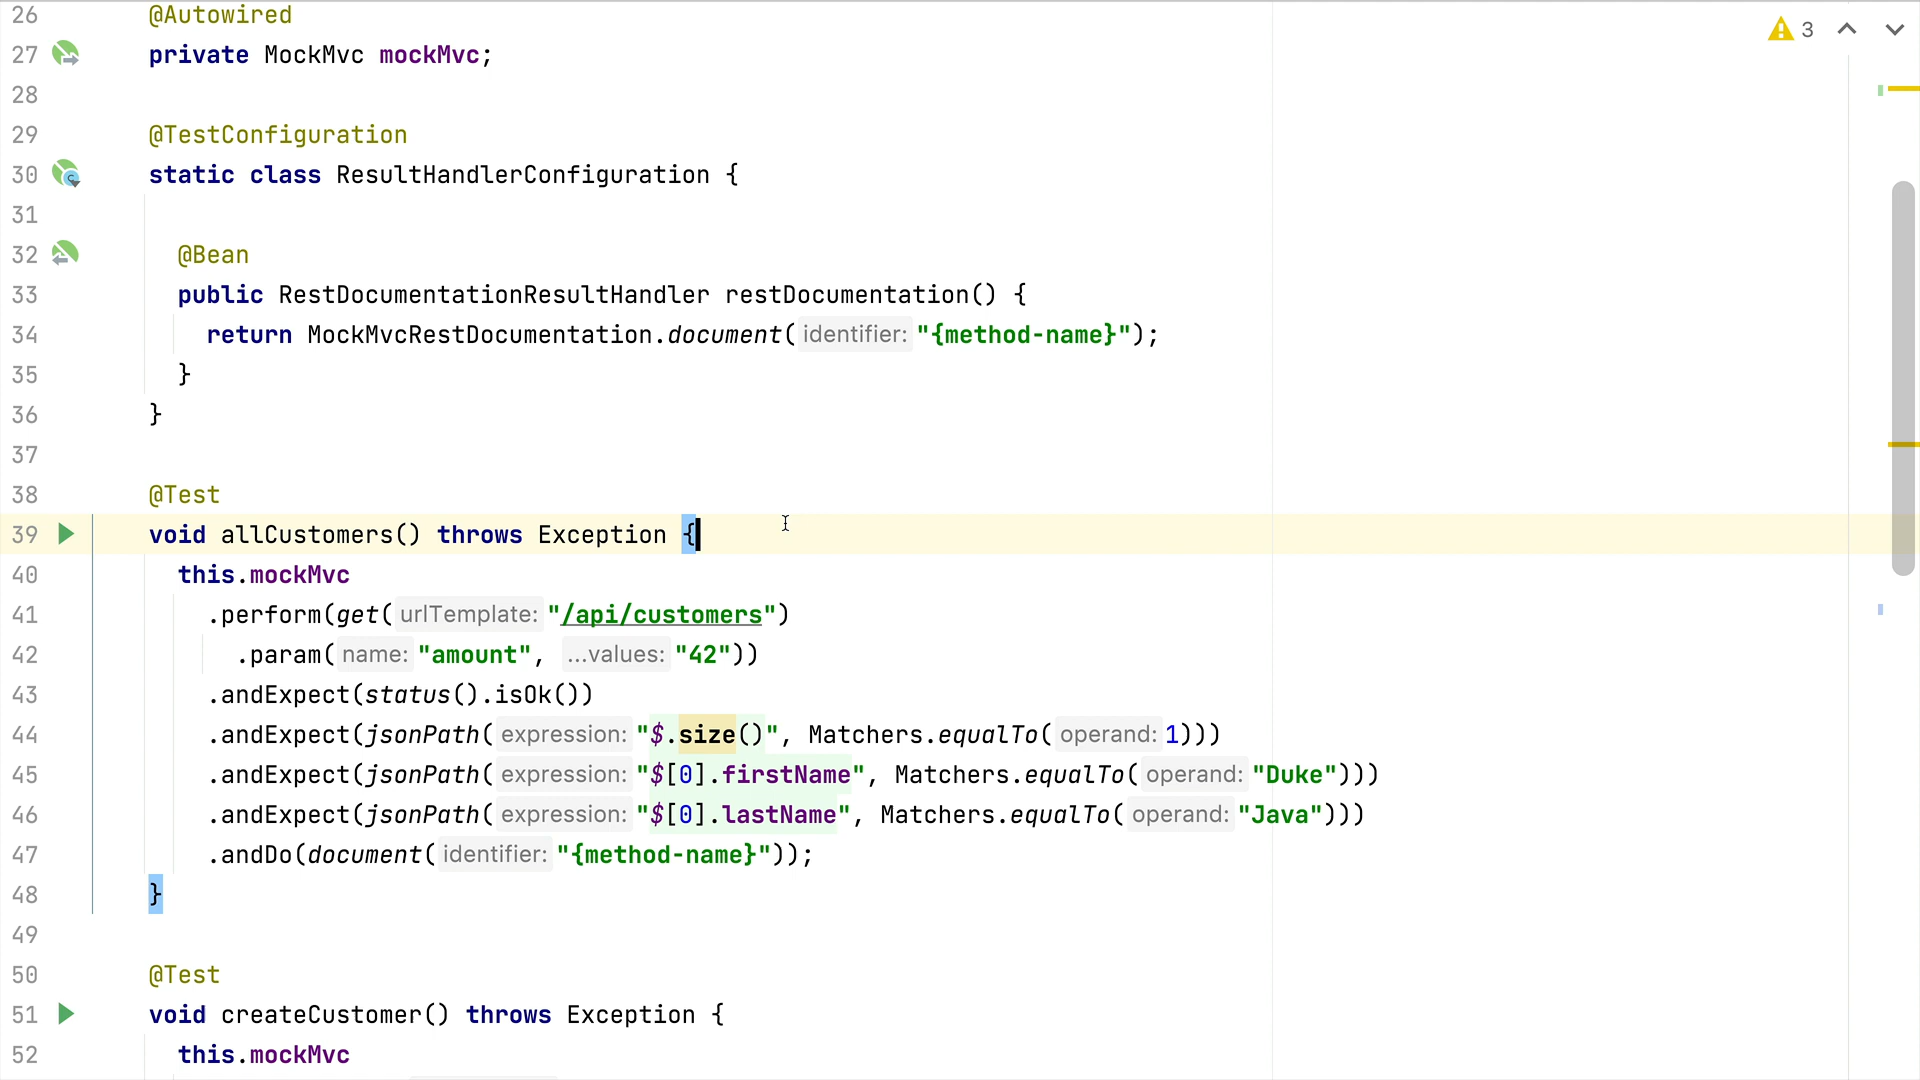 26 @Autowired
27 private MockMvc mockMvc;
28
29 @TestConfiguration
30 static class ResultHandlerConfiguration {
31
32 @Bean
33 public RestDocumentationResultHandler restDocumentation() {
34 return MockMvcRestDocumentation.document( identifier: "{method-name}");
35 }
36 }
37
38 @Test
39 void allCustomers() throws Exception {
40 this.mockMvc
41 .perform(get( urlTemplate: "/api/customers")
42 .param( name: "amount", ...values: "42"))
43 .andExpect(status().isOk())
44 .andExpect(jsonPath( expression: "$.size()", Matchers.equalTo( operand: 1)))
45 .andExpect(jsonPath( expression: "$[0].firstName", Matchers.equalTo( operand: "Duke")))
46 .andExpect(jsonPath( expression: "$[0].lastName", Matchers.equalTo( operand: "Java")))
47 .andDo(document( identifier: "{method-name}"));
48 }
49
50 @Test
51 void createCustomer() throws Exception {
52 this.mockMvc
3